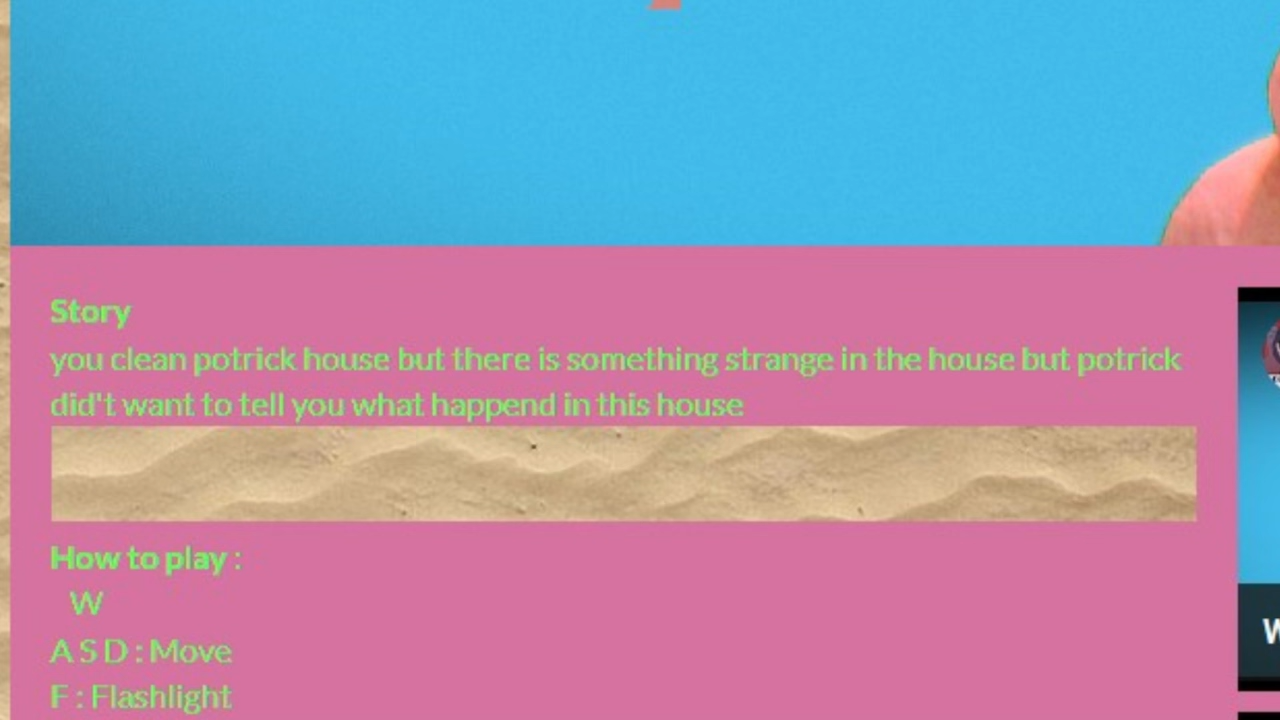 Story
you clean potrick house but there is something strange in the house but potrick
did't want to tell you what happend in this house
How to play :
W
A S D : Move
F : Flashlight